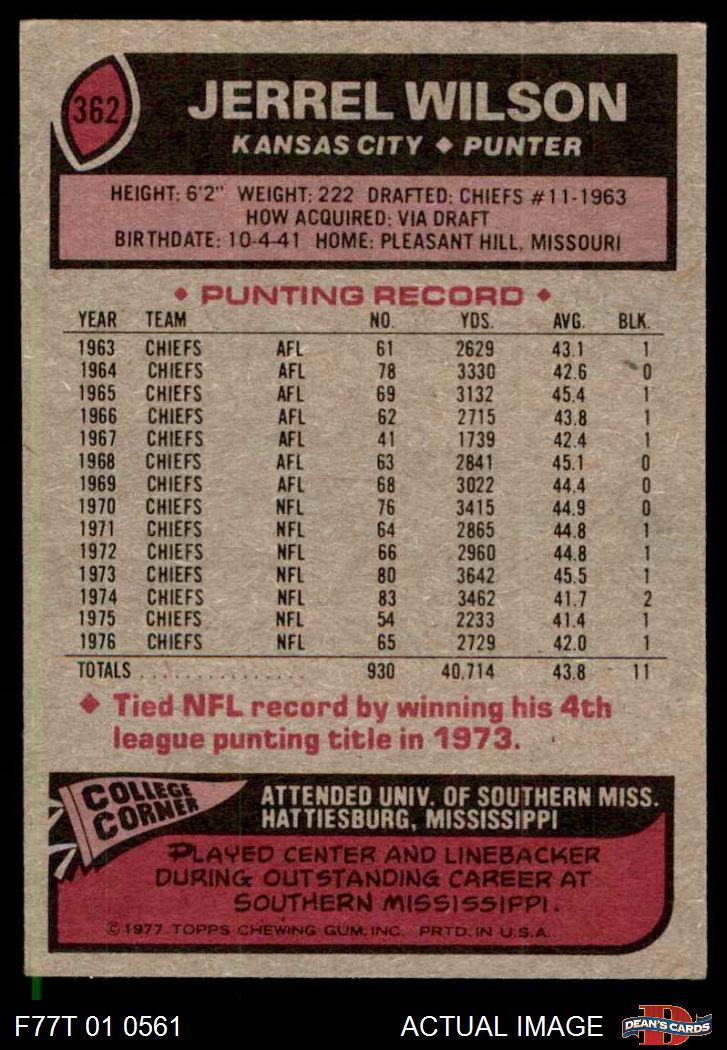 362
JERREL WILSON
KANSAS CITY ♦ PUNTER
HEIGHT: 6'2" WEIGHT: 222 DRAFTED: CHIEFS #11-1963
HOW ACQUIRED: VIA DRAFT
BIRTHDATE: 10-4-41 HOME: PLEASANT HILL, MISSOURI
♦ PUNTING RECORD ♦
YEAR TEAM NO. YDS. AVG. BLK.
1963 CHIEFS AFL 61 2629 43.1 1
1964 CHIEFS AFL 78 3330 42.6 0
1965 CHIEFS AFL 69 3132 45.4 1
1966 CHIEFS AFL 62 2715 43.8 1
1967 CHIEFS AFL 41 1739 42.4 1
1968 CHIEFS AFL 63 2841 45.1 0
1969 CHIEFS AFL 68 3022 44.4 0
1970 CHIEFS NFL 76 3415 44.9 0
1971 CHIEFS NFL 64 2865 44.8 1
1972 CHIEFS NFL 66 2960 44.8 1
1973 CHIEFS NFL 80 3642 45.5 1
1974 CHIEFS NFL 83 3462 41.7 2
1975 CHIEFS NFL 54 2233 41.4 1
1976 CHIEFS NFL 65 2729 42.0 1
TOTALS . . . . . . . . . . . . . . . 930 40,714 43.8 11
♦ Tied NFL record by winning his 4th
league punting title in 1973.
COLLEGE
CORNER
ATTENDED UNIV. OF SOUTHERN MISS.
HATTIESBURG, MISSISSIPPI
PLAYED CENTER AND LINEBACKER
DURING OUTSTANDING CAREER AT
SOUTHERN MISSISSIPPI.
© 1977 TOPPS CHEWING GUM, INC. PRTD. IN U.S.A.
F77T 01 0561 ACTUAL IMAGE
D
DEAN'S CARDS